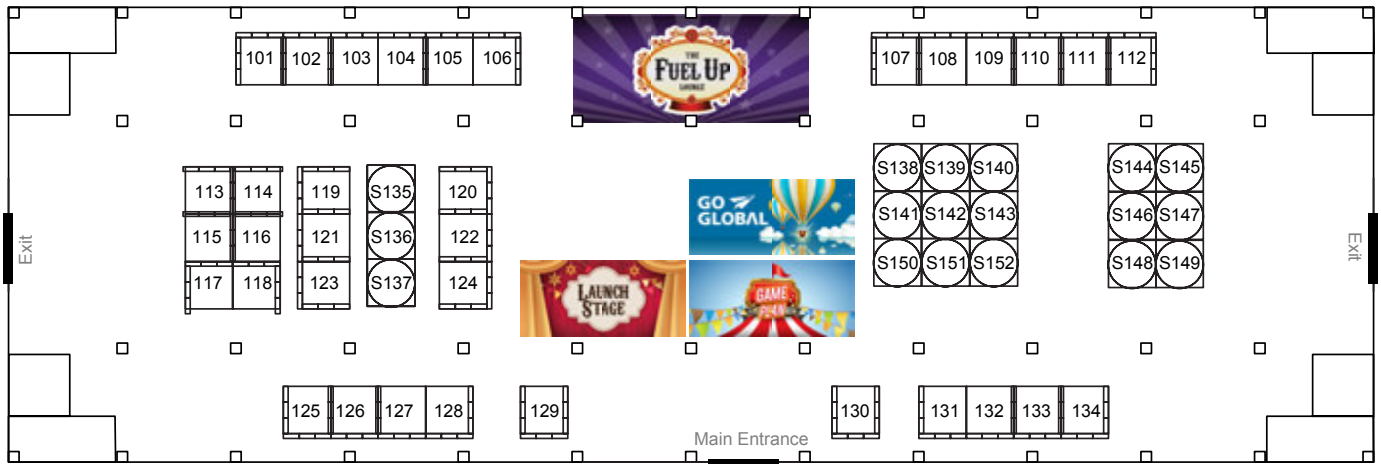 101 102 103 104 105 106
THE
FUEL UP
LOUNGE
107 108 109 110 111 112
113 114
115 116
117 118
119
121
123
S135
S136
S137
120
122
124
GO
GLOBAL
LAUNCH
STAGE
GAME
PLAN
S138 S139 S140
S141 S142 S143
S150 S151 S152
S144 S145
S146 S147
S148 S149
Exit
Exit
125 126 127 128
129
130
131 132 133 134
Main Entrance